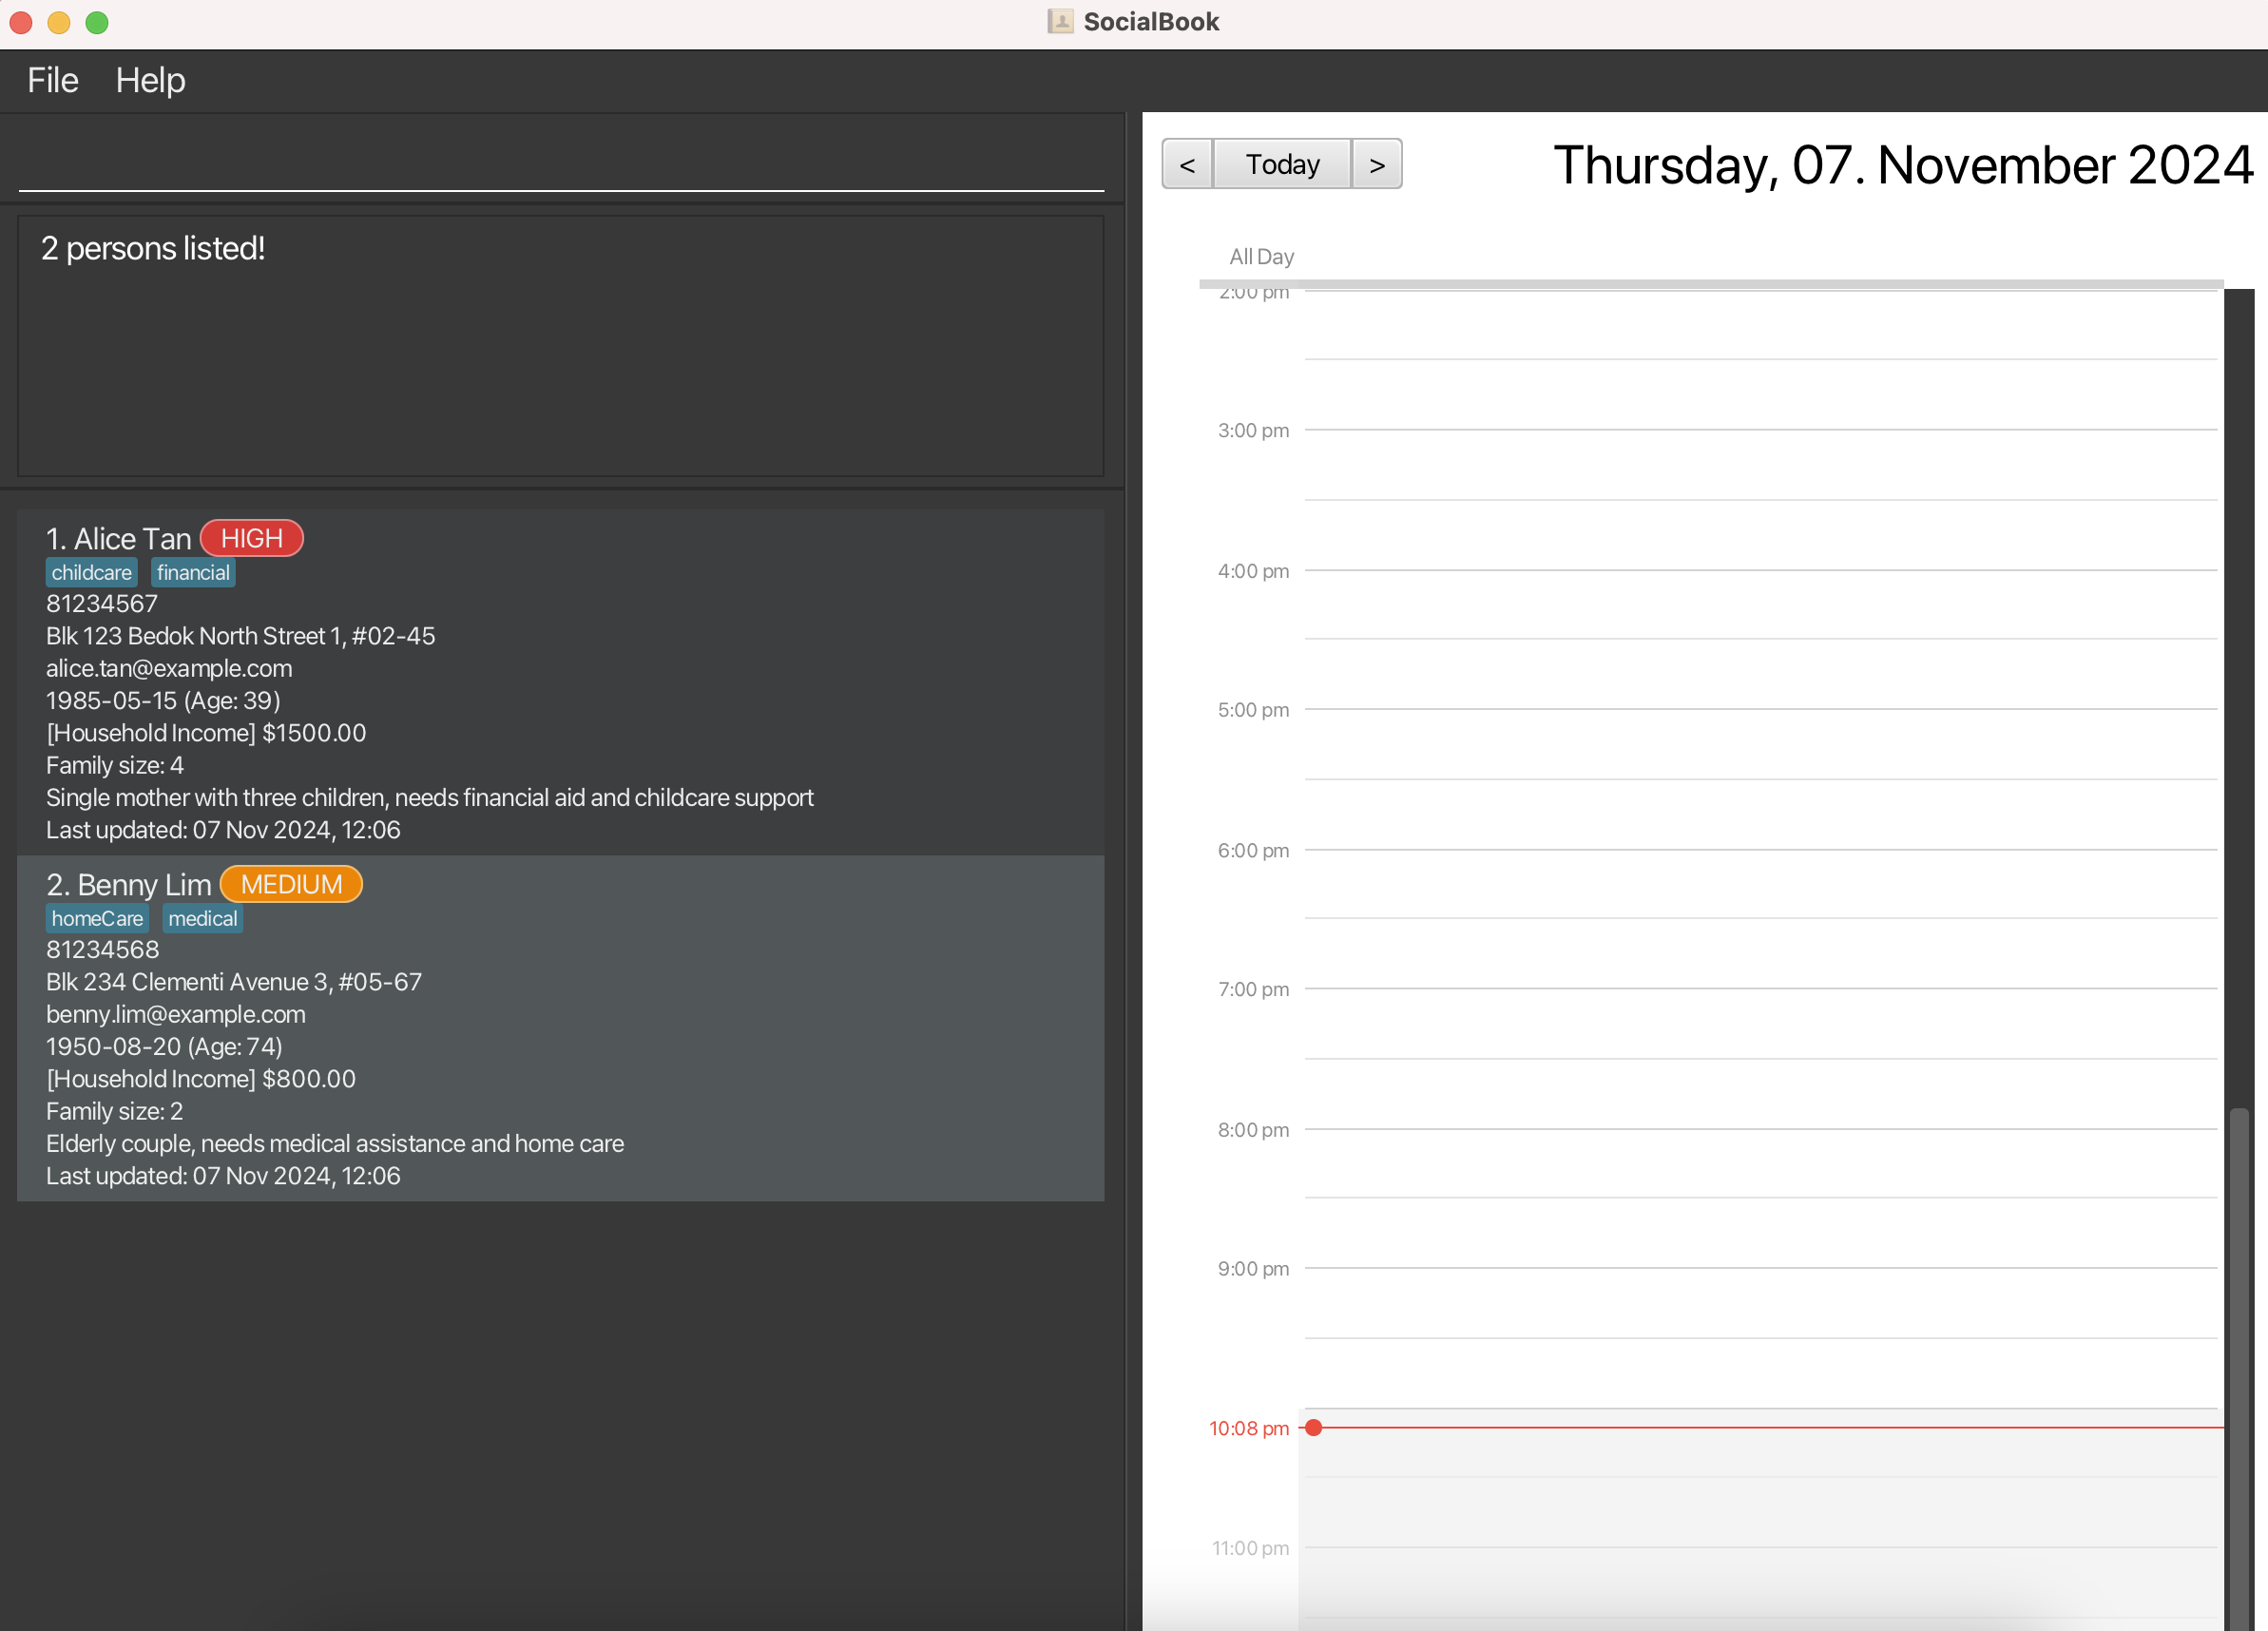 SocialBook
File Help
2 persons listed!
1. Alice Tan HIGH
childcare financial
81234567
Blk 123 Bedok North Street 1, #02-45
alice.tan@example.com
1985-05-15 (Age: 39)
[Household Income] $1500.00
Family size: 4
Single mother with three children, needs financial aid and childcare support
Last updated: 07 Nov 2024, 12:06
2. Benny Lim MEDIUM
homeCare medical
81234568
Blk 234 Clementi Avenue 3, #05-67
benny.lim@example.com
1950-08-20 (Age: 74)
[Household Income] $800.00
Family size: 2
Elderly couple, needs medical assistance and home care
Last updated: 07 Nov 2024, 12:06
< Today > Thursday, 07. November 2024
All Day
2:00 pm
3:00 pm
4:00 pm
5:00 pm
6:00 pm
7:00 pm
8:00 pm
9:00 pm
10:08 pm
11:00 pm